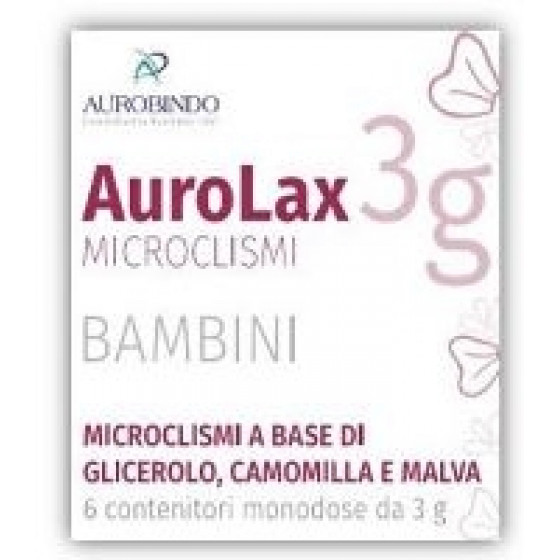 AUROBINDO
AuroLax 3g
MICROCLISMI
BAMBINI
MICROCLISMI A BASE DI
GLICEROLO, CAMOMILLA E MALVA
6 contenitori monodose da 3 g